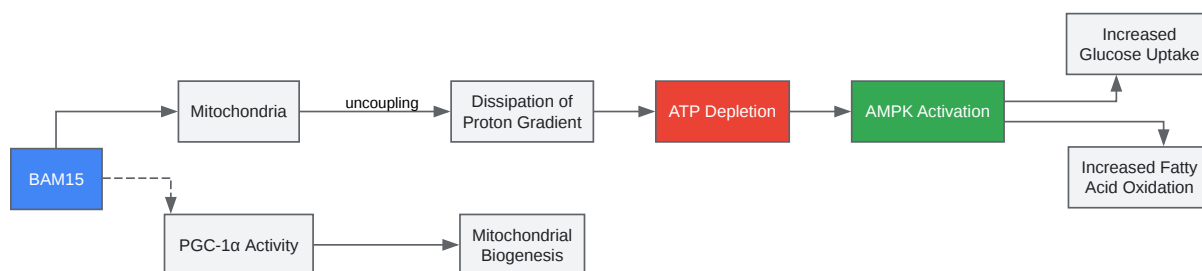 Increased
Glucose Uptake
Mitochondria
uncoupling
Dissipation of
Proton Gradient
ATP Depletion
AMPK Activation
BAM15
Increased Fatty
Acid Oxidation
PGC-1α Activity
Mitochondrial
Biogenesis